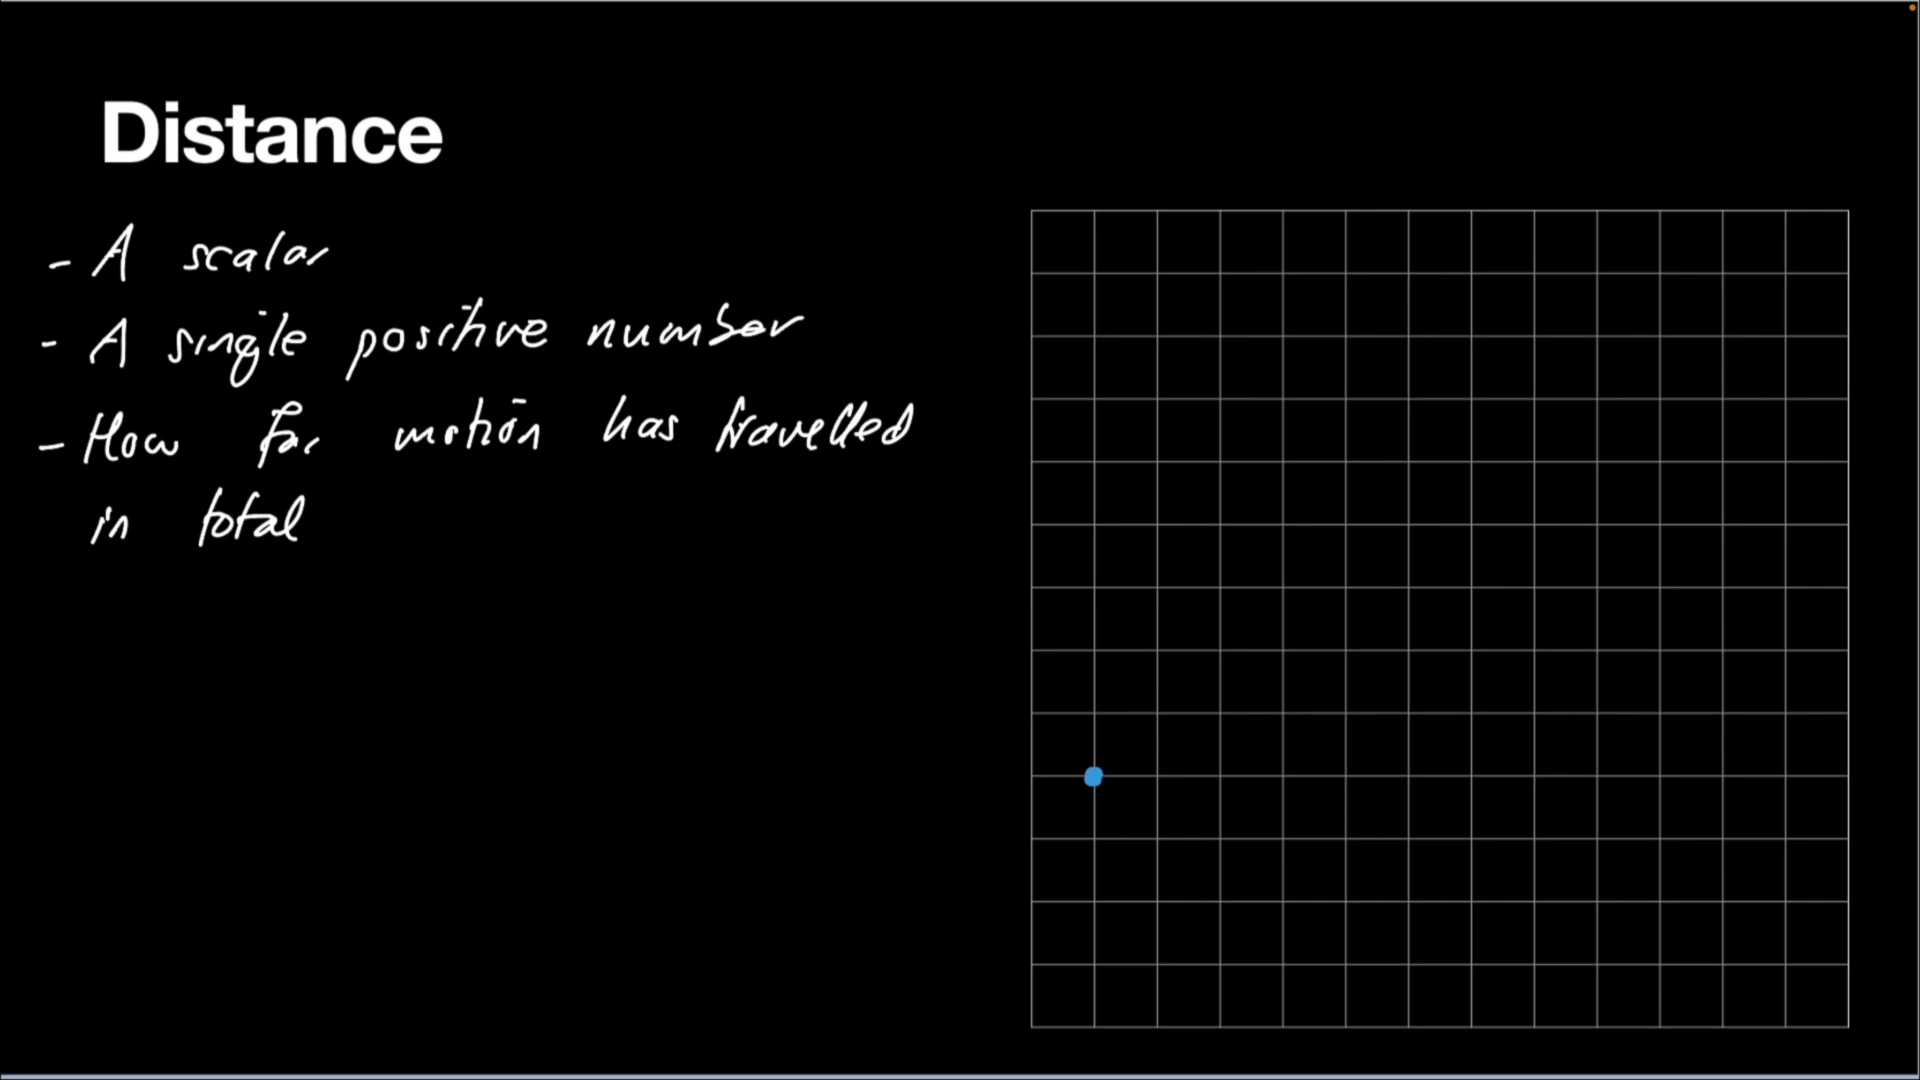 Distance
- A scalar
- A single positive number
- How far motion has travelled
in total